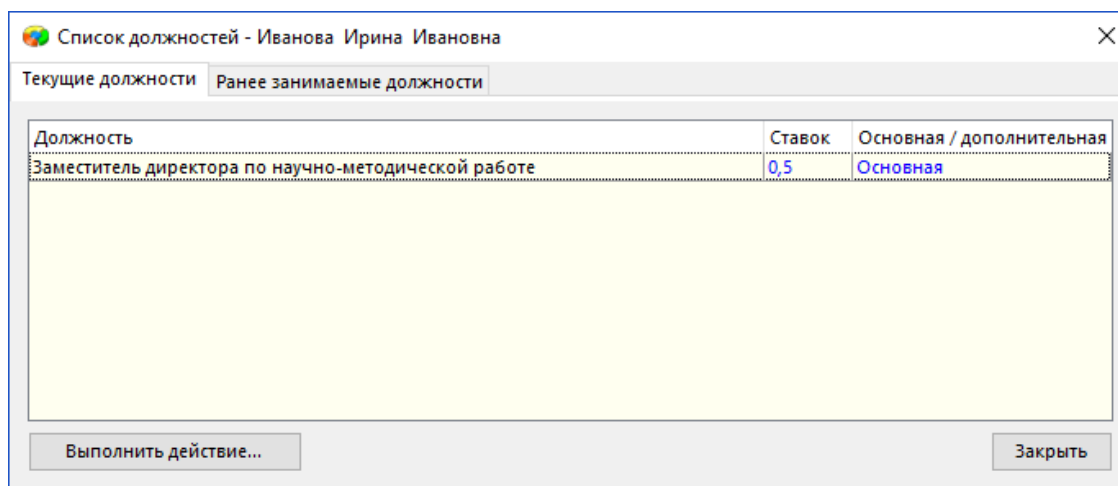 Список должностей - Иванова  Ирина  Ивановна
Текущие должности Ранее занимаемые должности
Должность Ставок Основная / дополнительная
Заместитель директора по научно-методической работе 0,5 Основная
Выполнить действие... Закрыть